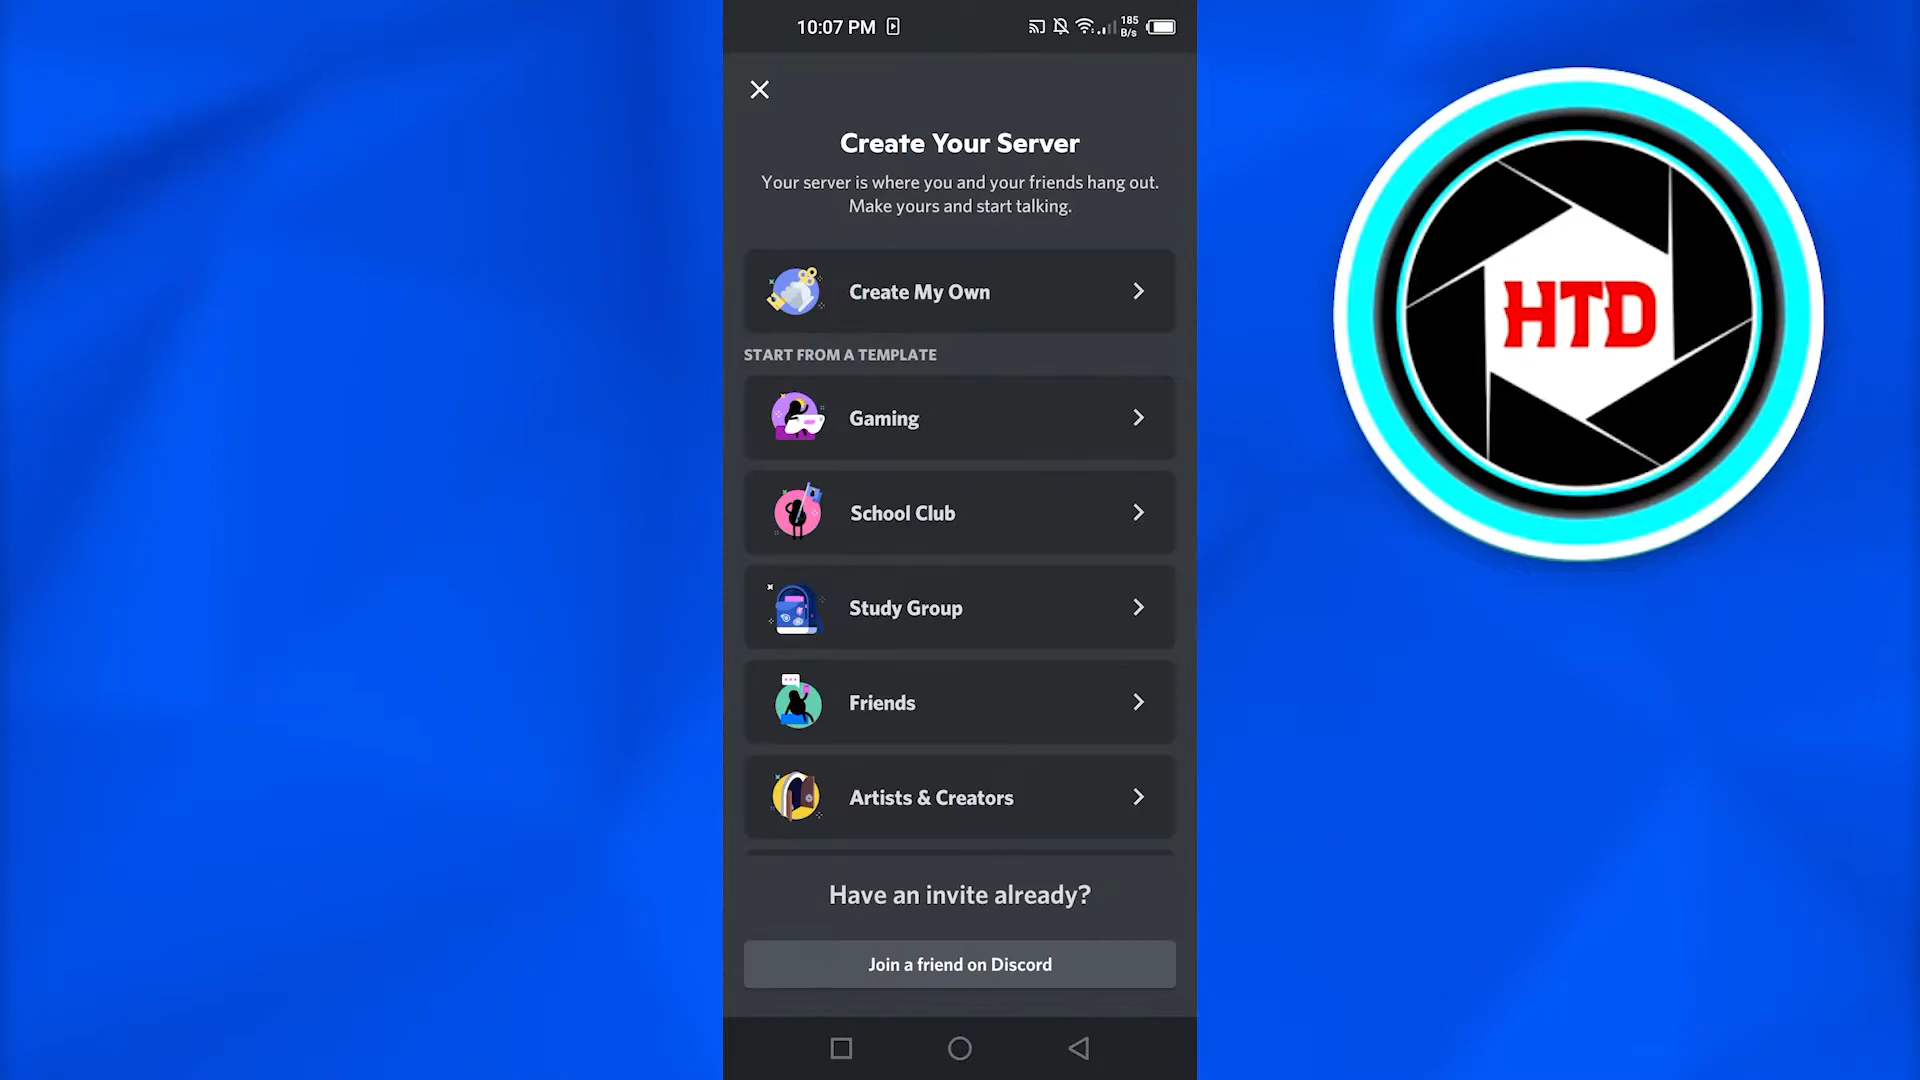 10:07 PM
185
B/s
Create Your Server
Your server is where you and your friends hang out.
Make yours and start talking.
Create My Own
START FROM A TEMPLATE
Gaming
School Club
Study Group
Friends
Artists & Creators
Have an invite already?
Join a friend on Discord
HTD